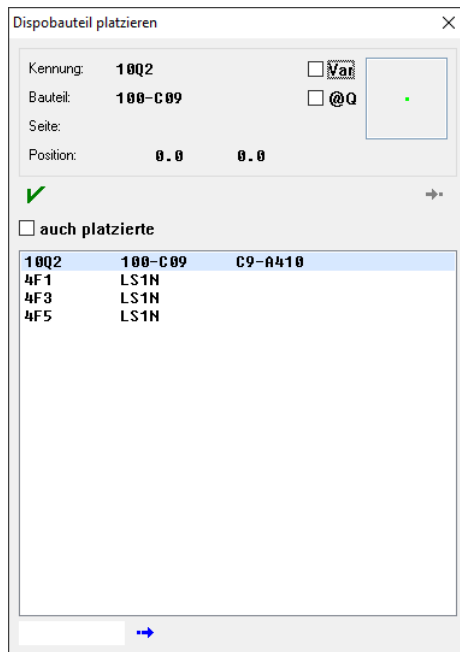 Dispobauteil platzieren
Kennung: 10Q2 Var
Bauteil: 100-C09 @Q
Seite:
Position: 0.0 0.0
auch platzierte
10Q2 100-C09 C9-A410
4F1 LS1N
4F3 LS1N
4F5 LS1N